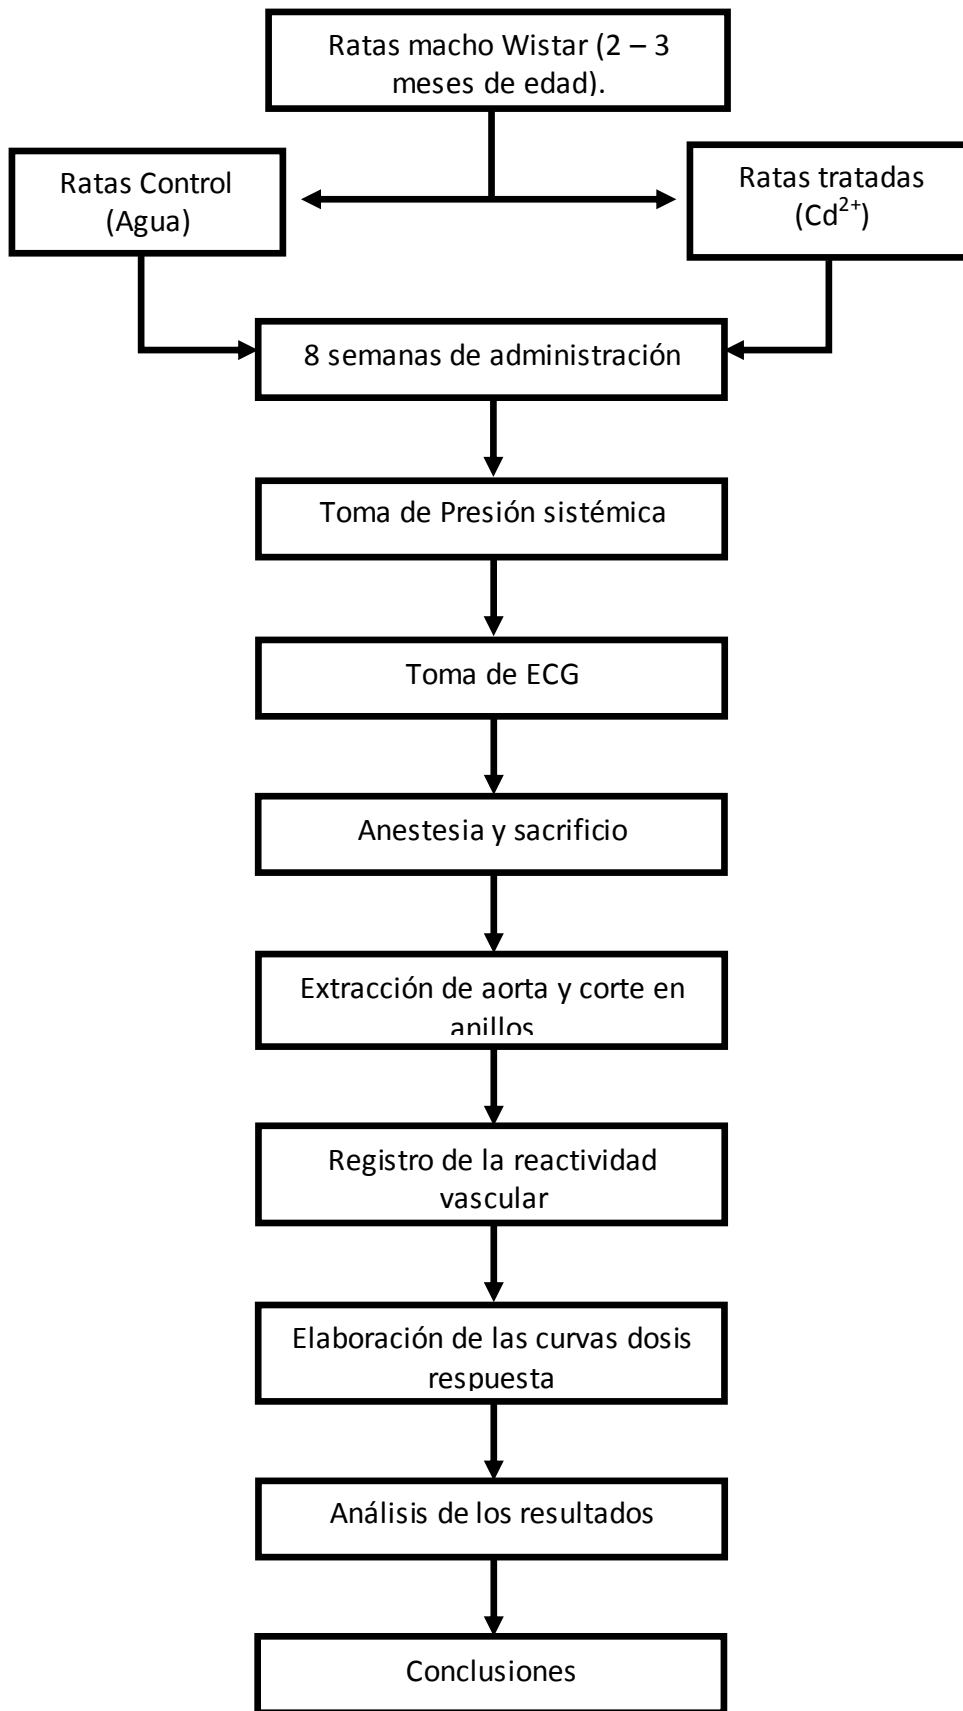 Ratas macho Wistar (2 – 3
meses de edad).
Ratas Control
(Agua)
Ratas tratadas
(Cd²⁺)
8 semanas de administración
Toma de Presión sistémica
Toma de ECG
Anestesia y sacrificio
Extracción de aorta y corte en
anillos
Registro de la reactividad
vascular
Elaboración de las curvas dosis
respuesta
Análisis de los resultados
Conclusiones